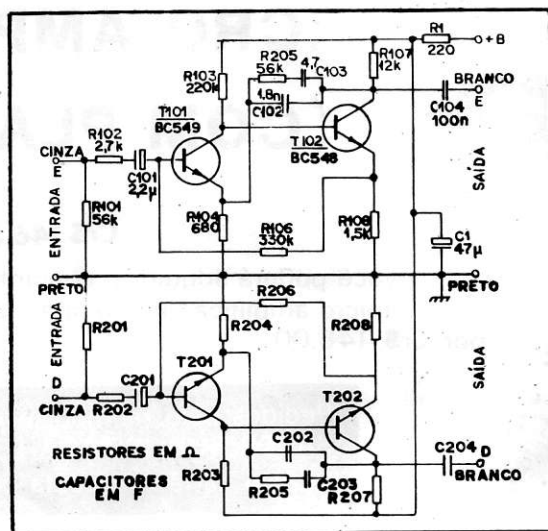 R1
220
+B
R107
12k
R205
56k
4,7
C103
R103
220k
1.8n
C102
BRANCO
E
C104
100n
T101
BC549
T102
BC548
CINZA
E
R102
2,7k
C101
2,2µ
R101
56k
ENTRADA
R104
680
R106
330k
R108
1,5k
SAÍDA
C1
47µ
PRETO
PRETO
R206
ENTRADA
R201
R204
R208
SAÍDA
T201
C201
D
CINZA
R202
T202
C202
C204
D
BRANCO
RESISTORES EM Ω
CAPACITORES
EM F
R203
R205
C203
R207